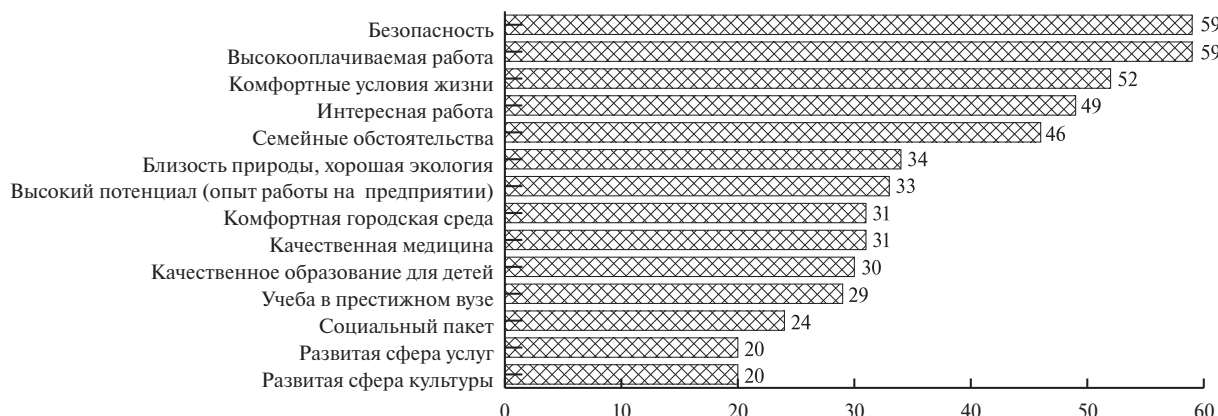 Безопасность 59
Высокооплачиваемая работа 59
Комфортные условия жизни 52
Интересная работа 49
Семейные обстоятельства 46
Близость природы, хорошая экология 34
Высокий потенциал (опыт работы на предприятии) 33
Комфортная городская среда 31
Качественная медицина 31
Качественное образование для детей 30
Учеба в престижном вузе 29
Социальный пакет 24
Развитая сфера услуг 20
Развитая сфера культуры 20
0 10 20 30 40 50 60